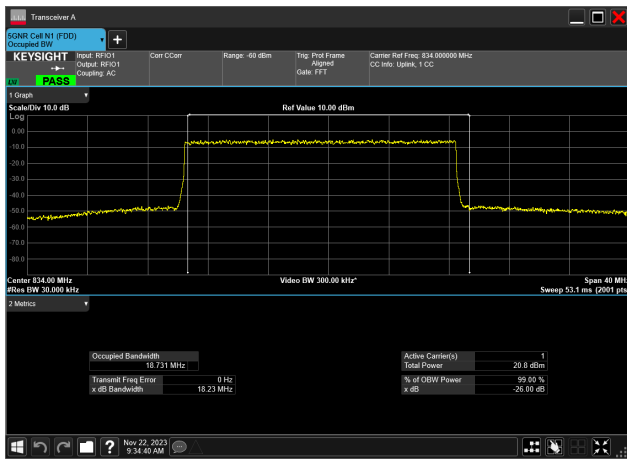 Transceiver A
5GNR Cell N1 (FDD)
Occupied BW
KEYSIGHT
LNI
PASS
Input: RFIO1
Output: RFIO1
Coupling: AC
Corr CCorr
Range: -60 dBm
Trig: Prot Frame
Aligned
Gate: FFT
Carrier Ref Freq: 834.000000 MHz
CC Info: Uplink, 1 CC
1 Graph
Scale/Div 10.0 dB
Ref Value 10.00 dBm
Log
0.00
-10.0
-20.0
-30.0
-40.0
-50.0
-60.0
-70.0
-80.0
Center 834.00 MHz
Video BW 300.00 kHz*
Span 40 MHz
#Res BW 30.000 kHz
Sweep 53.1 ms (2001 pts
2 Metrics
Occupied Bandwidth
18.731 MHz
Transmit Freq Error 0 Hz
x dB Bandwidth 18.23 MHz
Active Carrier(s) 1
Total Power 20.8 dBm
% of OBW Power 99.00 %
x dB -26.00 dB
Nov 22, 2023
9:34:40 AM